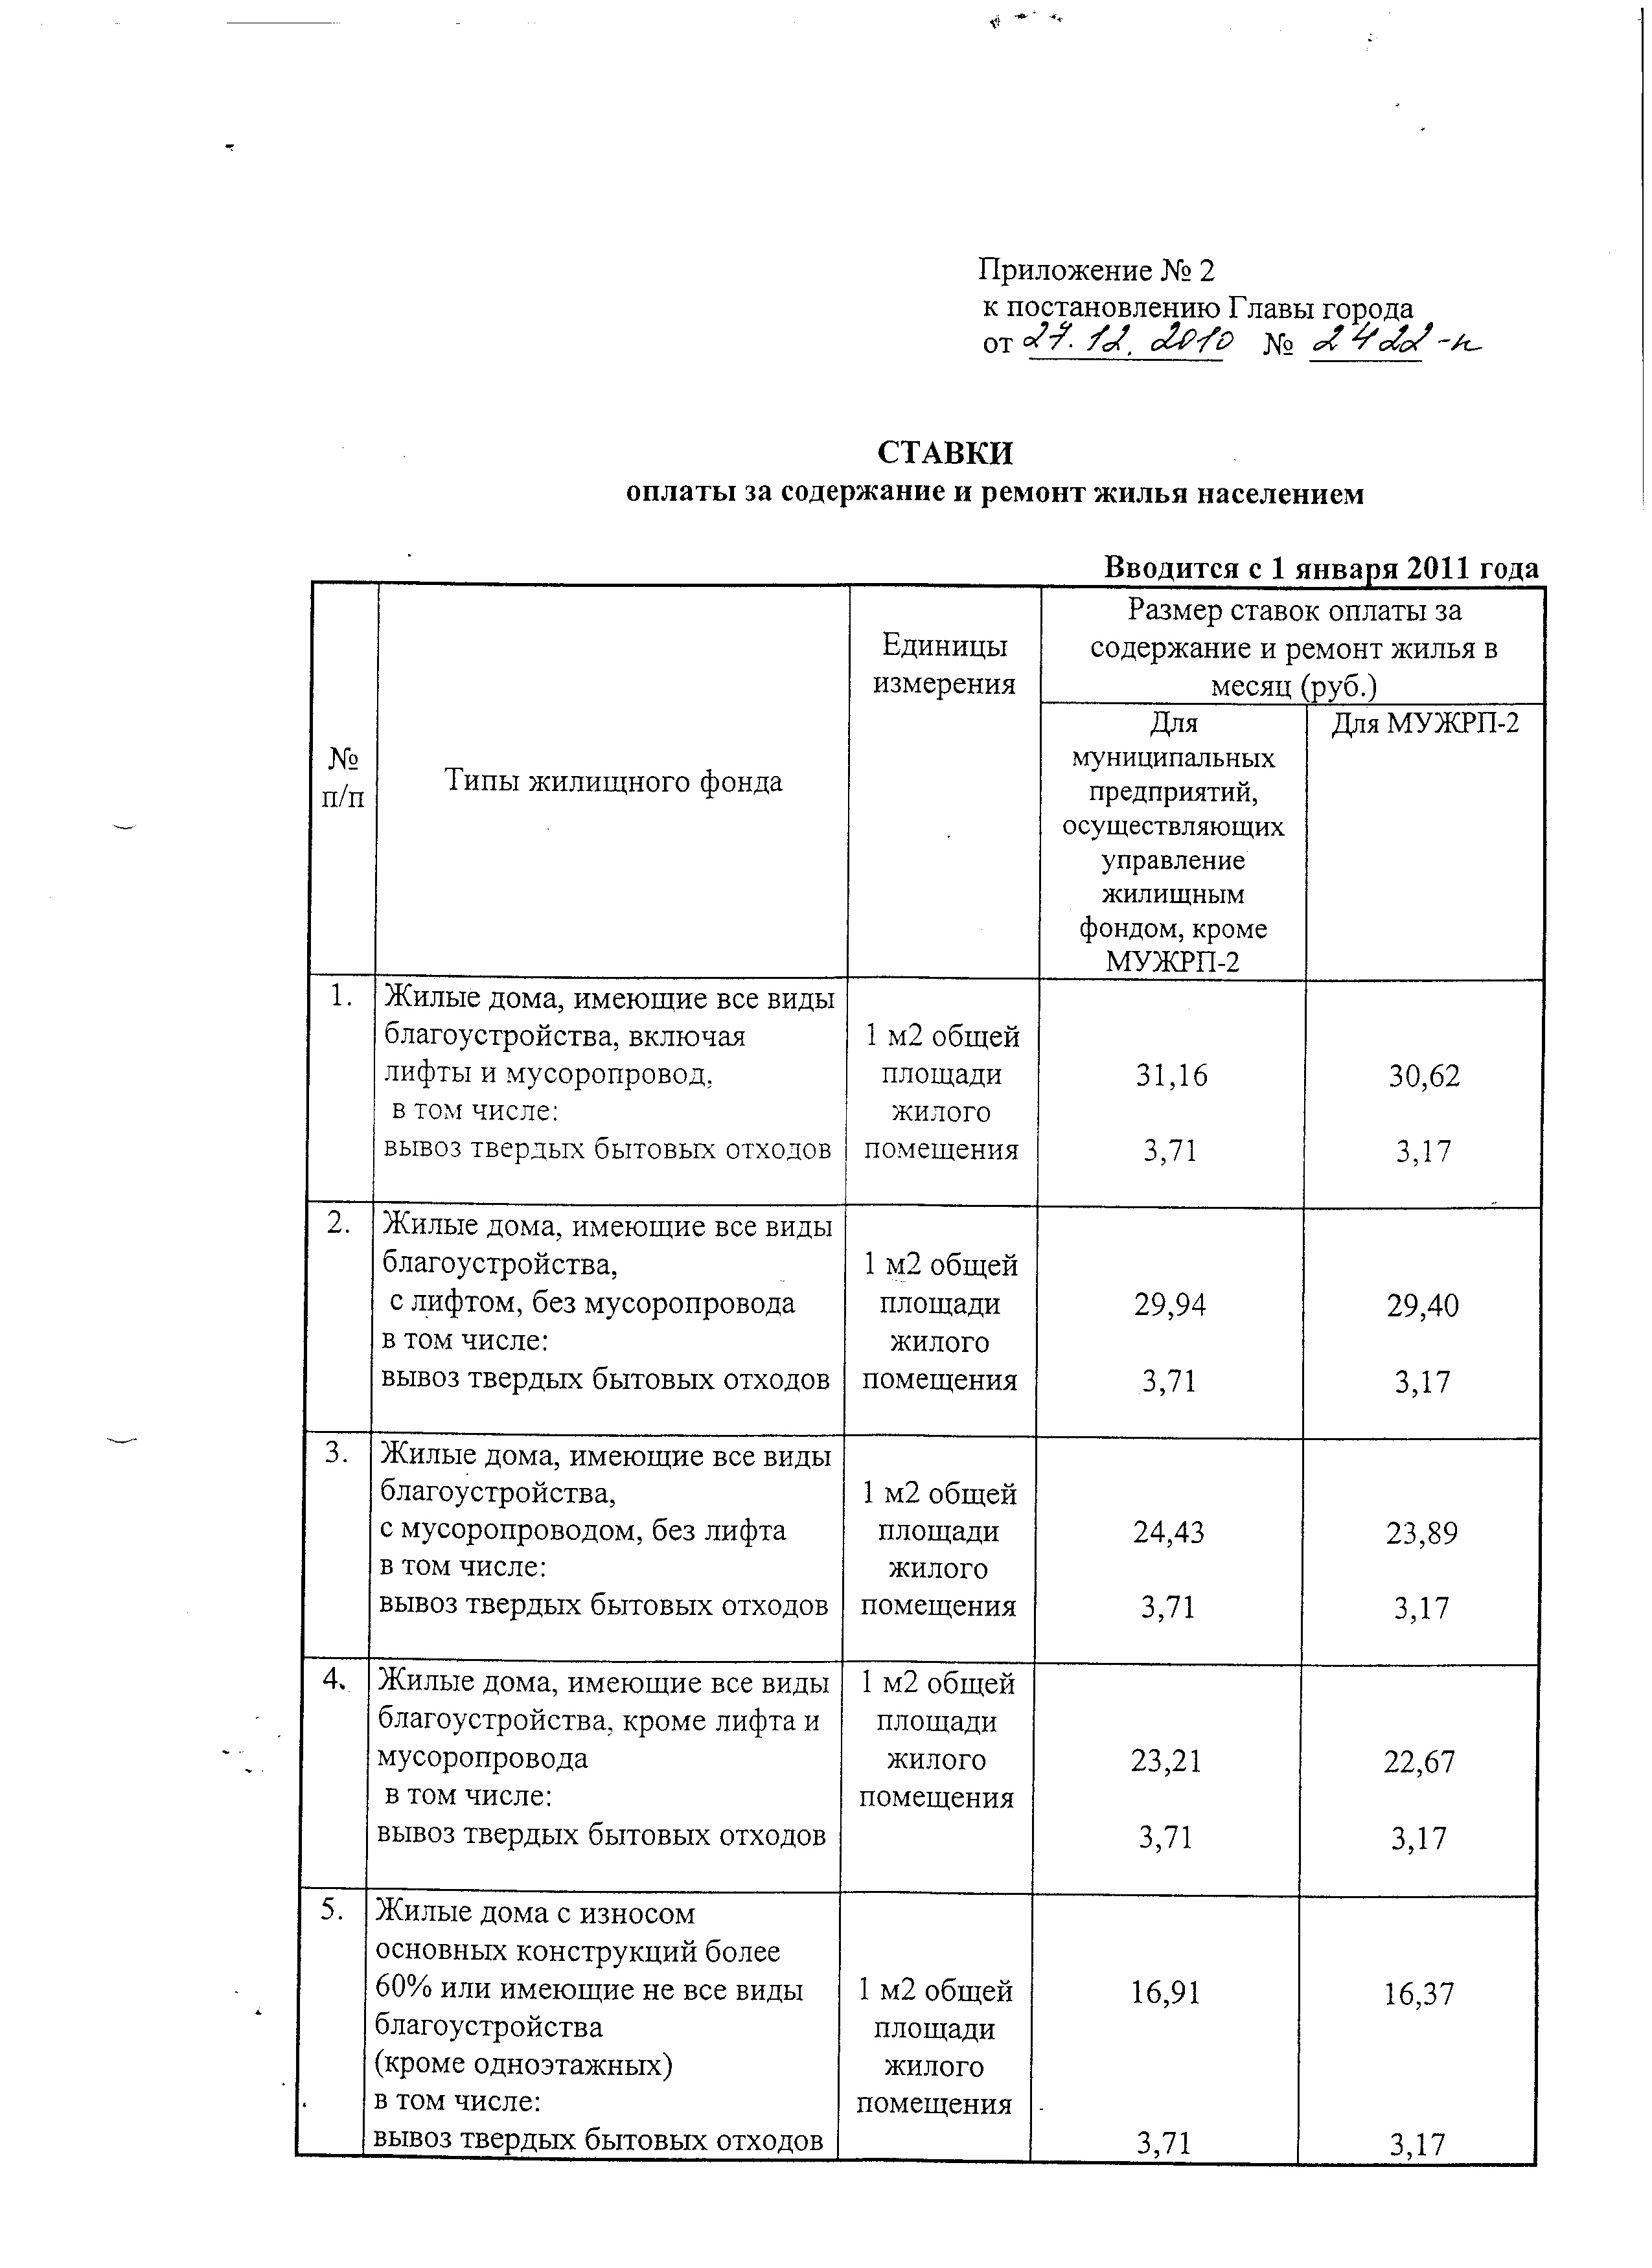 Приложение № 2
к постановлению Главы города
от 27.12.2010 № 2422-п
СТАВКИ
оплаты за содержание и ремонт жилья населением
Вводится с 1 января 2011 года
№
п/п
Типы жилищного фонда
Единицы
измерения
Размер ставок оплаты за
содержание и ремонт жилья в
месяц (руб.)
Для
муниципальных
предприятий,
осуществляющих
управление
жилищным
фондом, кроме
МУЖРП-2
Для МУЖРП-2
1.
Жилые дома, имеющие все виды
благоустройства, включая
лифты и мусоропровод,
в том числе:
вывоз твердых бытовых отходов
1 м2 общей
площади
жилого
помещения
31,16
3,71
30,62
3,17
2.
Жилые дома, имеющие все виды
благоустройства,
с лифтом, без мусоропровода
в том числе:
вывоз твердых бытовых отходов
1 м2 общей
площади
жилого
помещения
29,94
3,71
29,40
3,17
3.
Жилые дома, имеющие все виды
благоустройства,
с мусоропроводом, без лифта
в том числе:
вывоз твердых бытовых отходов
1 м2 общей
площади
жилого
помещения
24,43
3,71
23,89
3,17
4.
Жилые дома, имеющие все виды
благоустройства, кроме лифта и
мусоропровода
в том числе:
вывоз твердых бытовых отходов
1 м2 общей
площади
жилого
помещения
23,21
3,71
22,67
3,17
5.
Жилые дома с износом
основных конструкций более
60% или имеющие не все виды
благоустройства
(кроме одноэтажных)
в том числе:
вывоз твердых бытовых отходов
1 м2 общей
площади
жилого
помещения
16,91
3,71
16,37
3,17